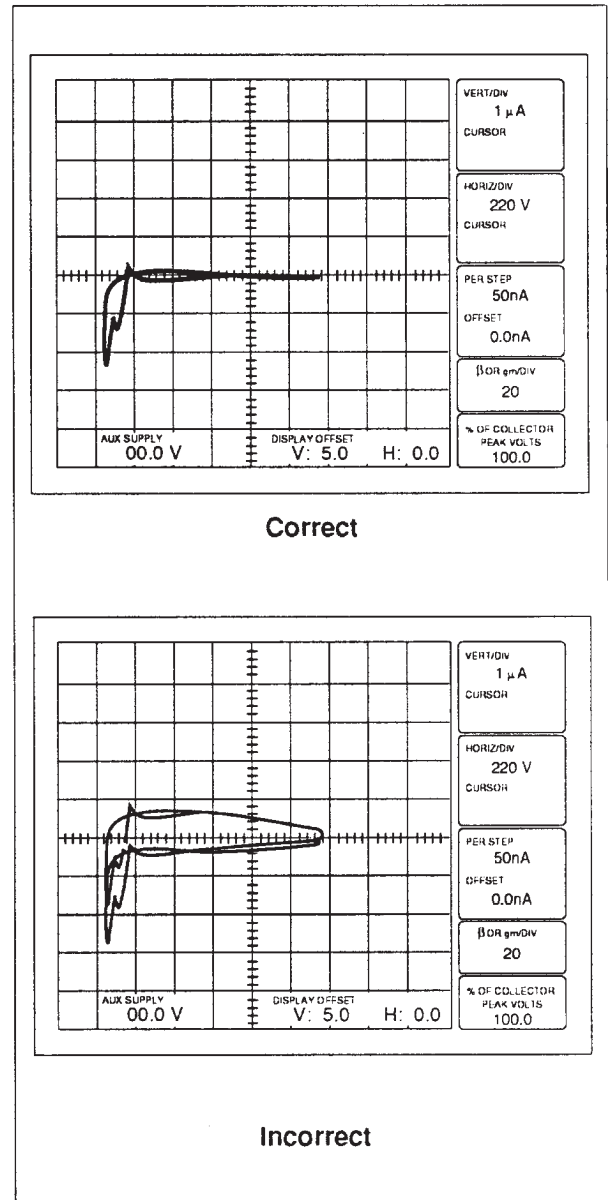 VERT/DIV
1 μA
CURSOR
HORIZ/DIV
220 V
CURSOR
PER STEP
50nA
OFFSET
0.0nA
β OR gm/DIV
20
% OF COLLECTOR
PEAK VOLTS
100.0
AUX SUPPLY
00.0 V
DISPLAY OFFSET
V: 5.0 H: 0.0
Correct
VERT/DIV
1 μA
CURSOR
HORIZ/DIV
220 V
CURSOR
PER STEP
50nA
OFFSET
0.0nA
β OR gm/DIV
20
% OF COLLECTOR
PEAK VOLTS
100.0
AUX SUPPLY
00.0 V
DISPLAY OFFSET
V: 5.0 H: 0.0
Incorrect